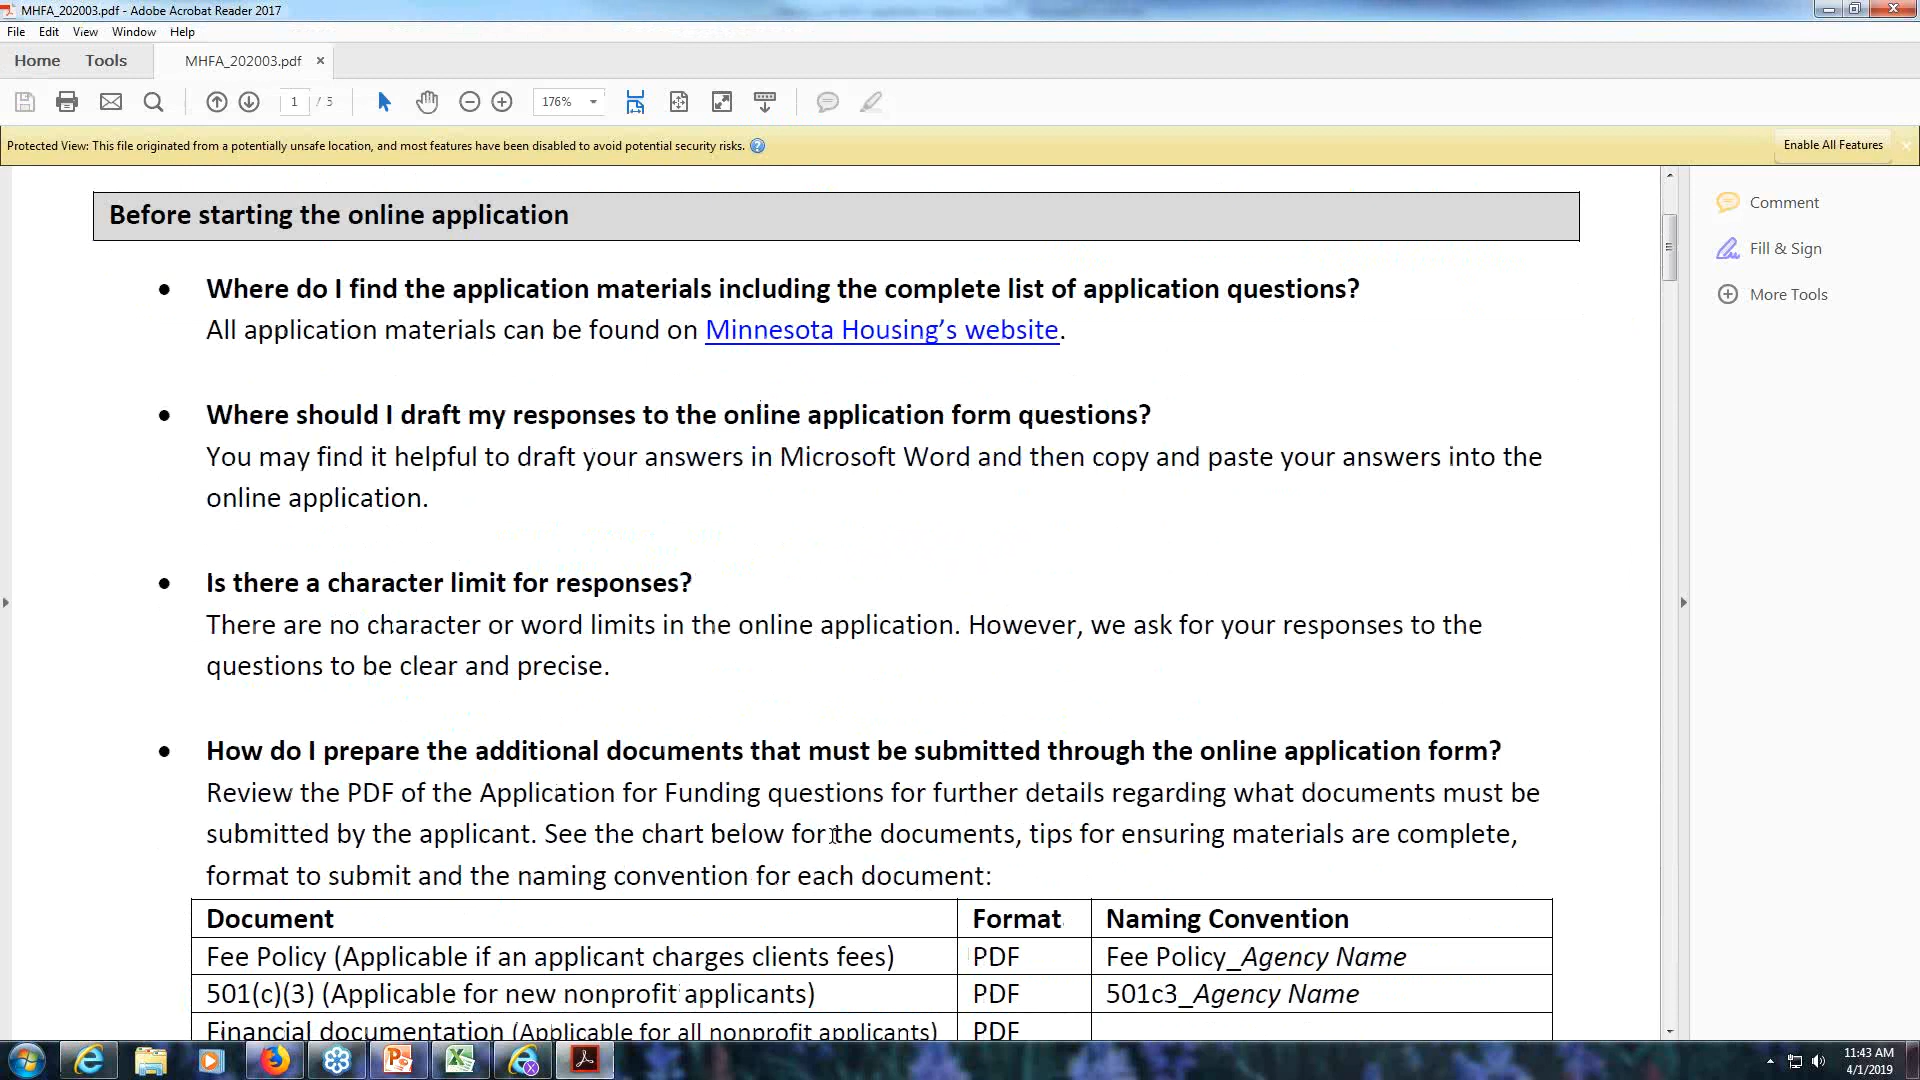 MHFA_202003.pdf - Adobe Acrobat Reader 2017
File Edit View Window Help
Home Tools MHFA_202003.pdf ×
1 / 5 176%
Protected View: This file originated from a potentially unsafe location, and most features have been disabled to avoid potential security risks. ? Enable All Features
Before starting the online application
Comment
Fill & Sign
More Tools
• Where do I find the application materials including the complete list of application questions?
All application materials can be found on Minnesota Housing’s website.
• Where should I draft my responses to the online application form questions?
You may find it helpful to draft your answers in Microsoft Word and then copy and paste your answers into the
online application.
• Is there a character limit for responses?
There are no character or word limits in the online application. However, we ask for your responses to the
questions to be clear and precise.
• How do I prepare the additional documents that must be submitted through the online application form?
Review the PDF of the Application for Funding questions for further details regarding what documents must be
submitted by the applicant. See the chart below for the documents, tips for ensuring materials are complete,
format to submit and the naming convention for each document:
Document Format Naming Convention
Fee Policy (Applicable if an applicant charges clients fees) PDF Fee Policy_Agency Name
501(c)(3) (Applicable for new nonprofit applicants) PDF 501c3_Agency Name
Financial documentation (Applicable for all nonprofit applicants) PDF
11:43 AM
4/1/2019